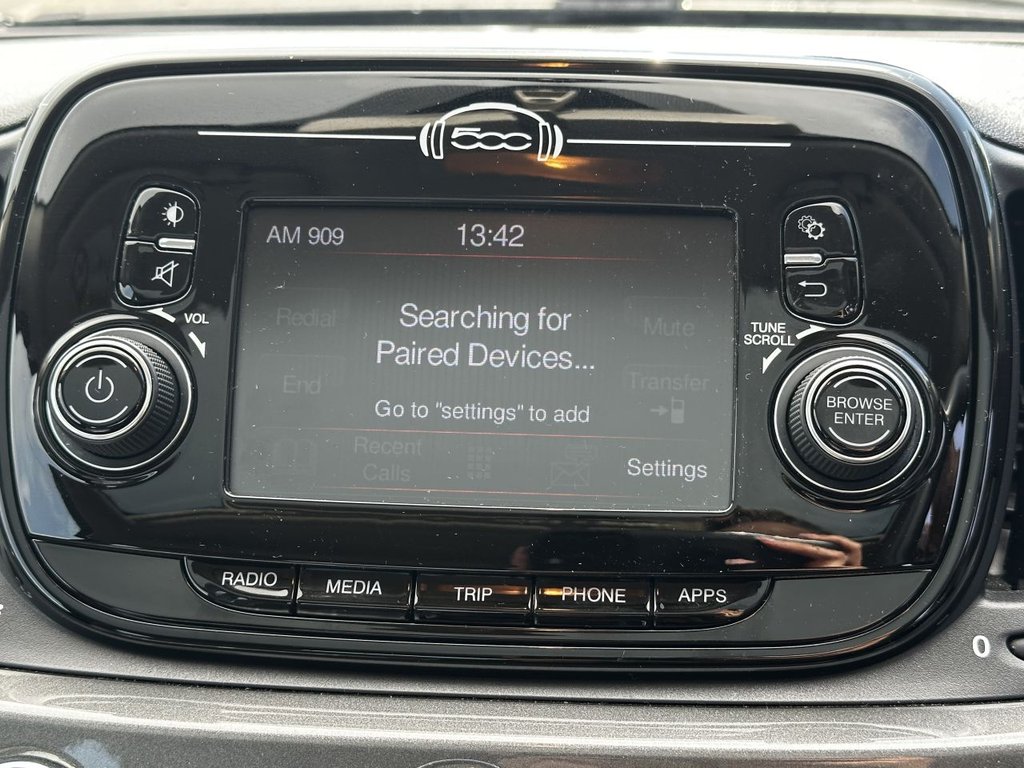 500
AM 909
13:42
VOL
TUNE
SCROLL
Redial
Searching for
Mute
Paired Devices...
End
Transfer
BROWSE
ENTER
Go to "settings" to add
Recent
Calls
Settings
RADIO
MEDIA
TRIP
PHONE
APPS
0